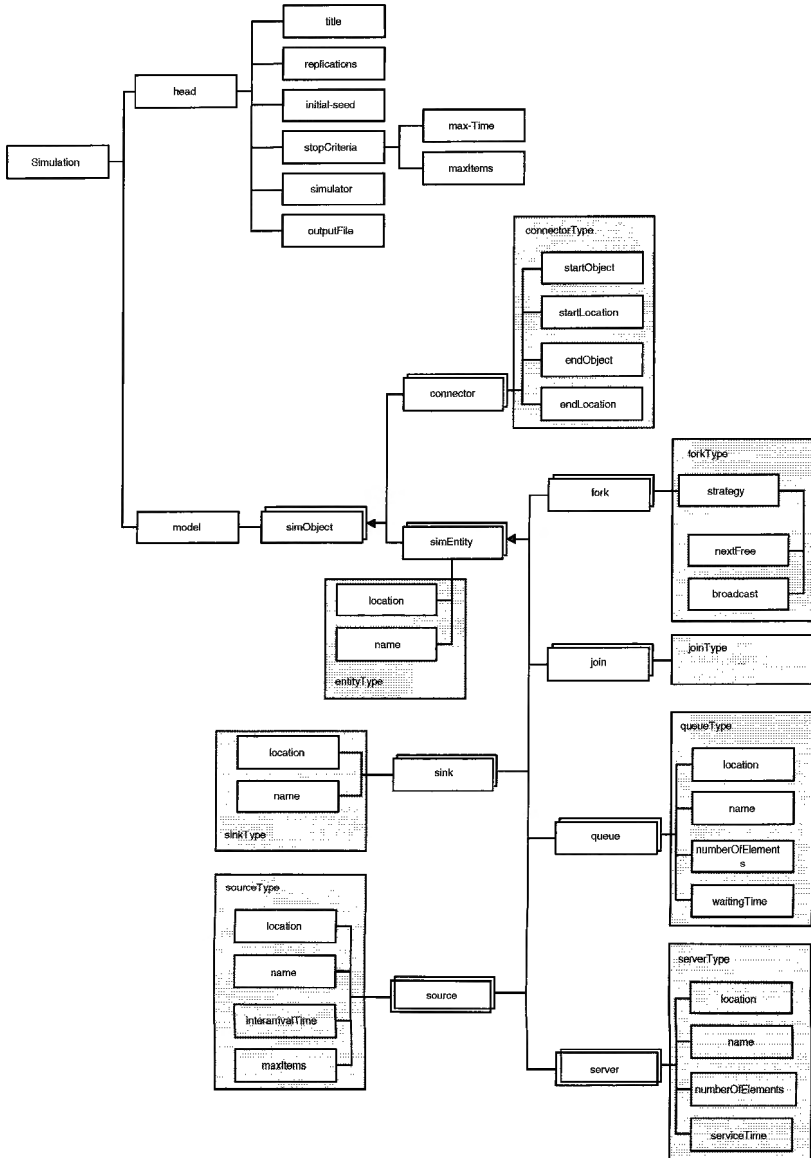 title
replications
head
initial-seed
max-Time
Simulation
stopCriteria
maxItems
simulator
outputFile
connectorType
startObject
startLocation
endObject
connector
endLocation
forkType
fork
strategy
model
simObject
simEntity
nextFree
broadcast
location
name
entityType
join
joinType
queueType
location
sink
location
name
name
sinkType
queue
numberOfElement
s
waitingTime
sourceType
location
serverType
name
source
location
interarrivalTime
name
maxItems
server
numberOfElements
serviceTime